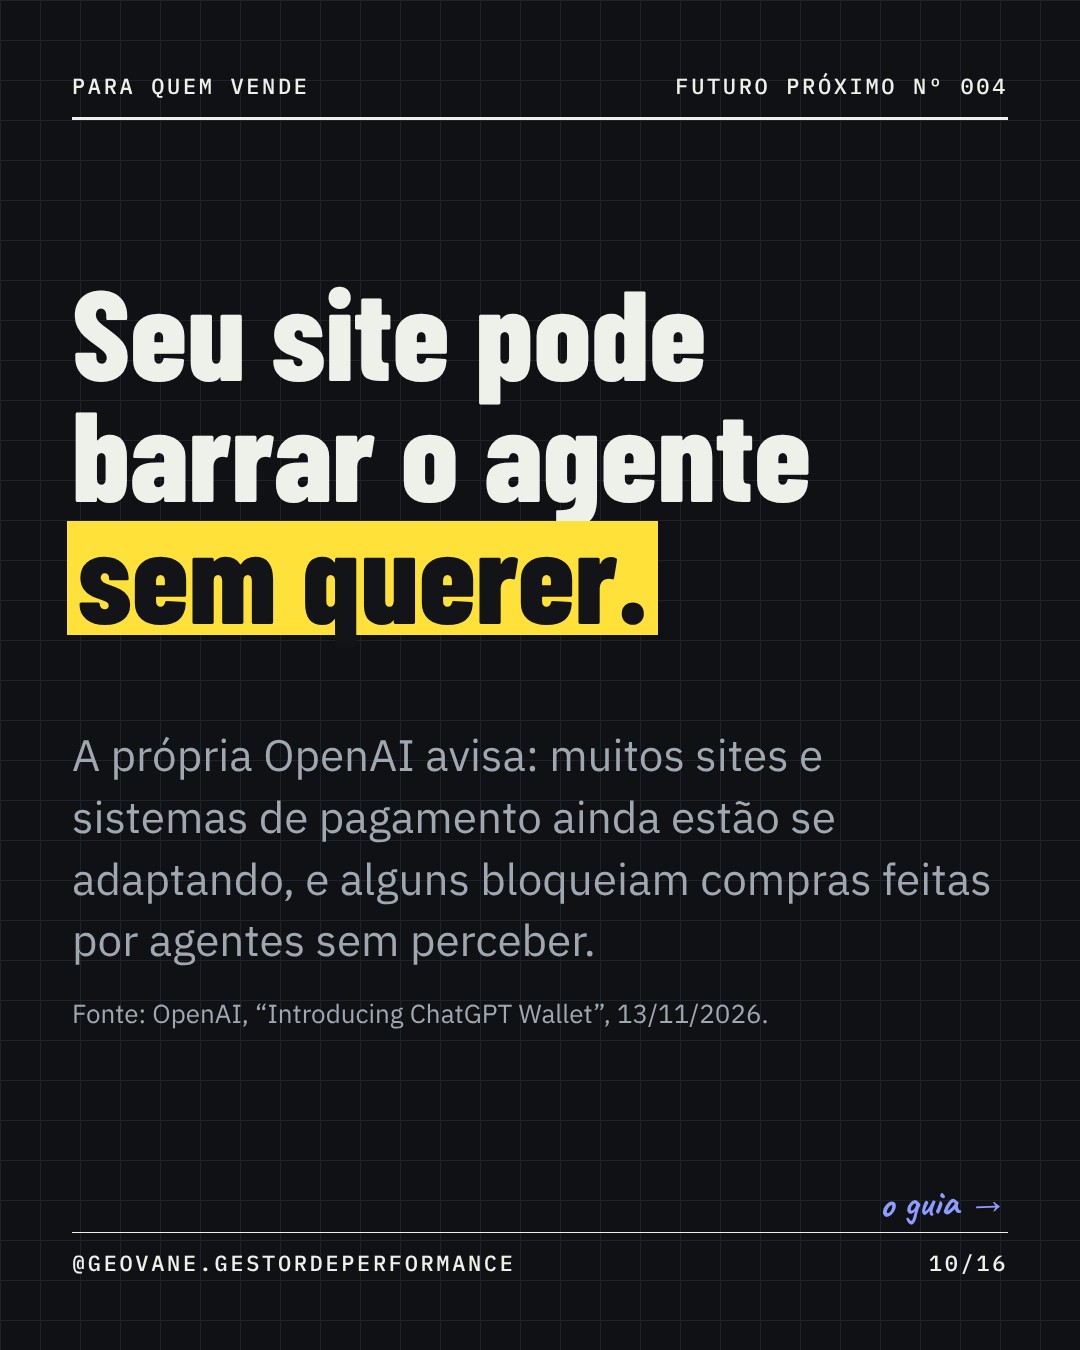 PARA QUEM VENDE
FUTURO PRÓXIMO Nº 004
Seu site pode
barrar o agente
sem querer.
A própria OpenAI avisa: muitos sites e
sistemas de pagamento ainda estão se
adaptando, e alguns bloqueiam compras feitas
por agentes sem perceber.
Fonte: OpenAI, “Introducing ChatGPT Wallet”, 13/11/2026.
o guia →
@GEOVANE.GESTORDEPERFORMANCE
10/16